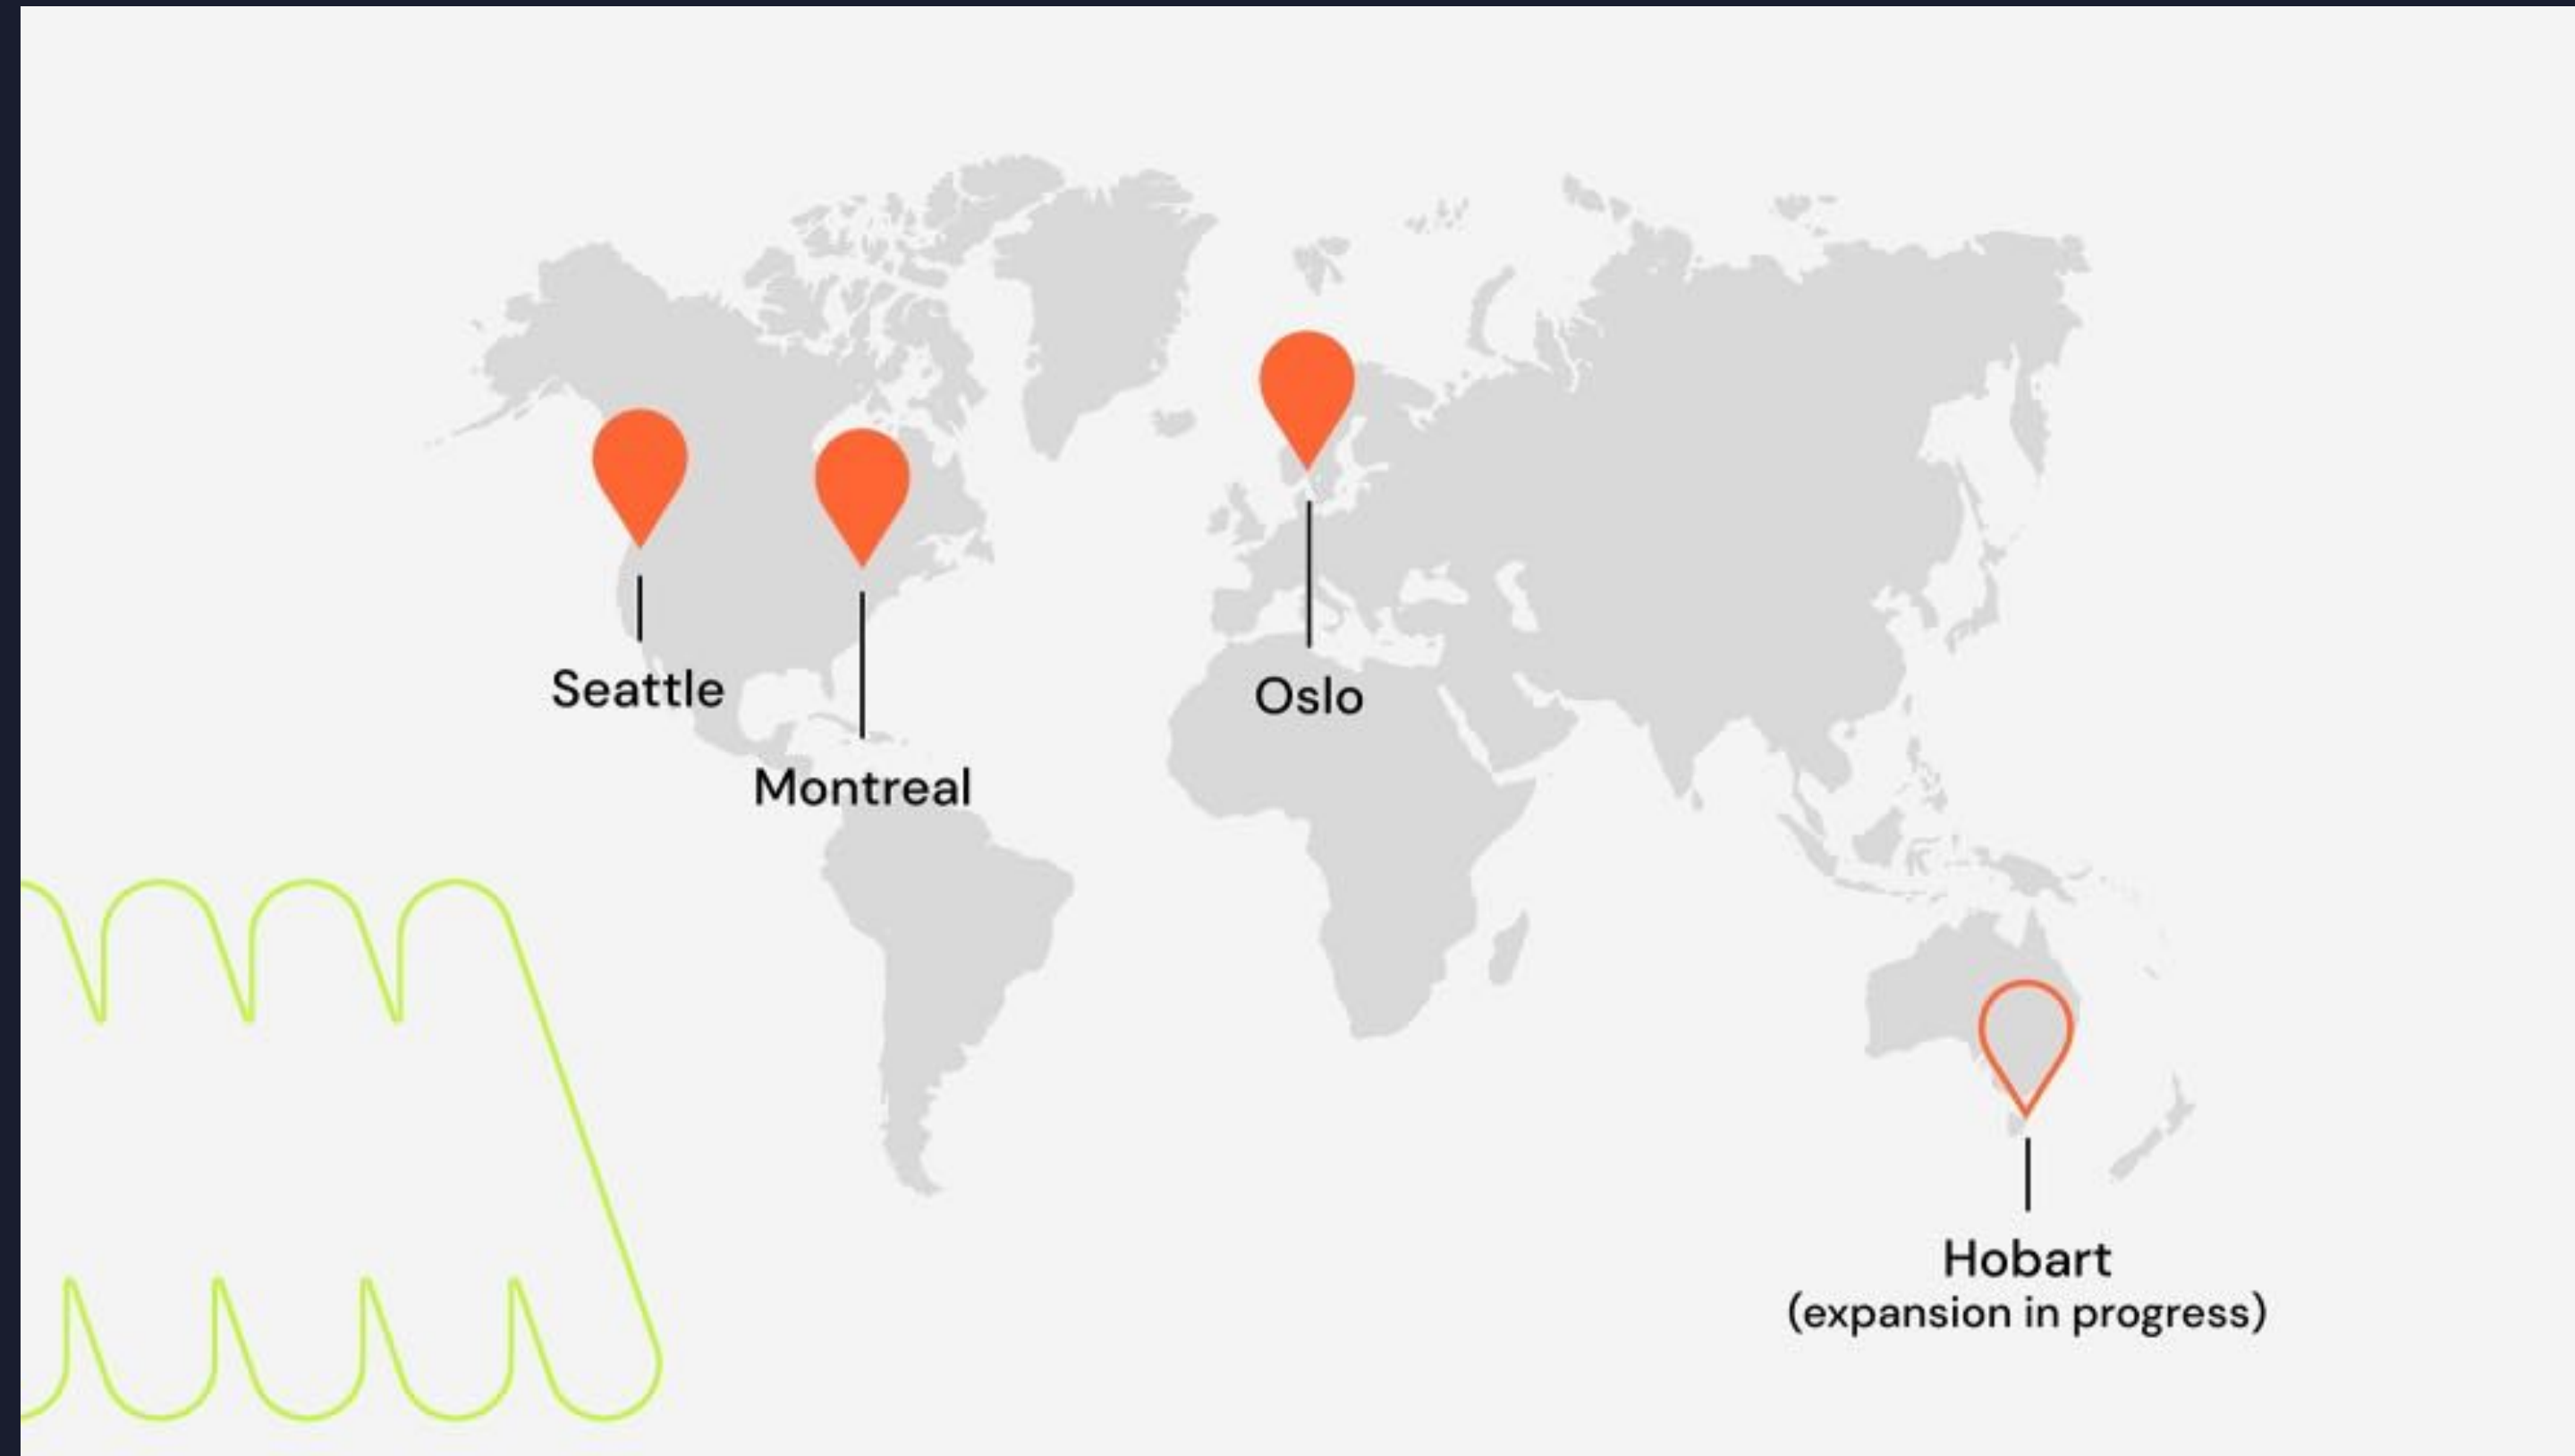 Seattle
Oslo
Montreal
Hobart
(expansion in progress)